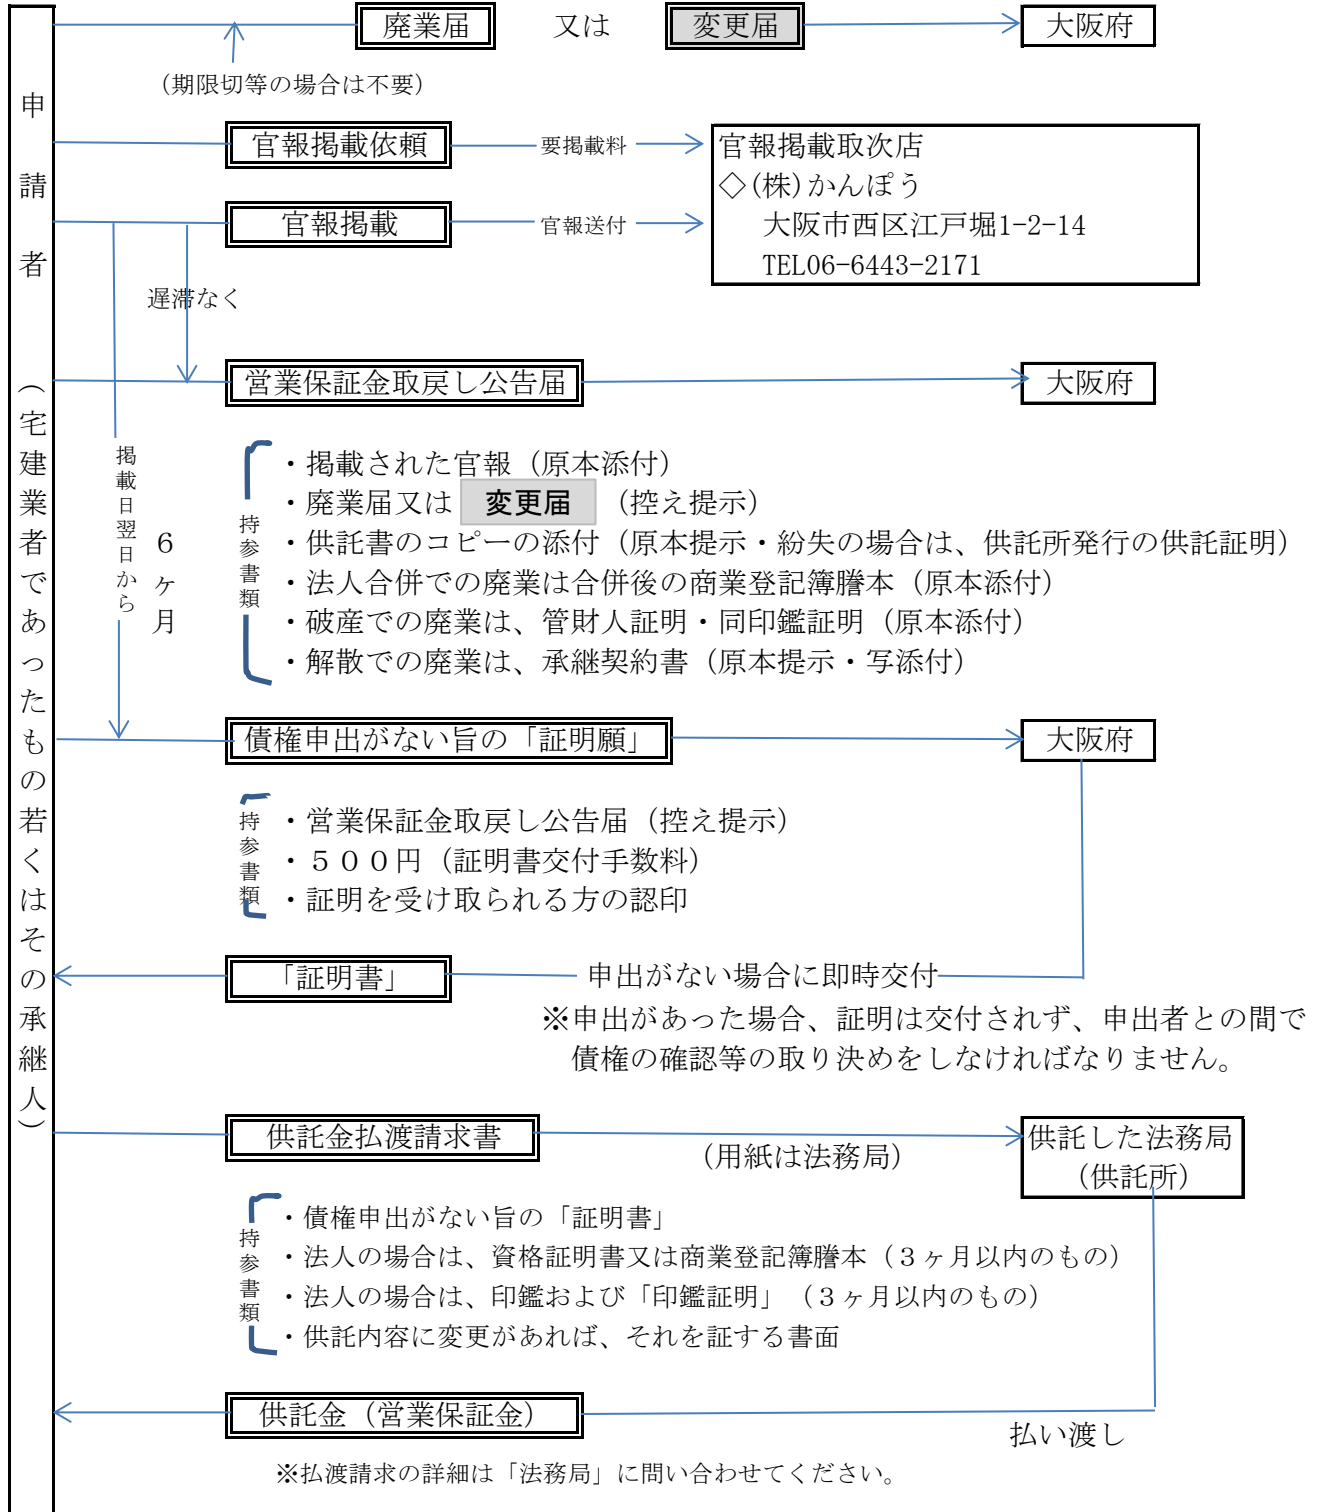 廃業届 又は 変更届 大阪府
（期限切等の場合は不要）
申請者（宅建業者であったもの若くはその承継人）
官報掲載依頼 要掲載料
官報掲載取次店
◇(株)かんぽう
大阪市西区江戸堀1-2-14
TEL06-6443-2171
官報掲載 官報送付
遅滞なく
営業保証金取戻し公告届 大阪府
掲載日翌日から
６ヶ月
持参書類
・掲載された官報（原本添付）
・廃業届又は 変更届 （控え提示）
・供託書のコピーの添付（原本提示・紛失の場合は、供託所発行の供託証明）
・法人合併での廃業は合併後の商業登記簿謄本（原本添付）
・破産での廃業は、管財人証明・同印鑑証明（原本添付）
・解散での廃業は、承継契約書（原本提示・写添付）
債権申出がない旨の「証明願」 大阪府
持参書類
・営業保証金取戻し公告届（控え提示）
・５００円（証明書交付手数料）
・証明を受け取られる方の認印
「証明書」 申出がない場合に即時交付
※申出があった場合、証明は交付されず、申出者との間で
債権の確認等の取り決めをしなければなりません。
供託金払渡請求書 （用紙は法務局）
供託した法務局
（供託所）
持参書類
・債権申出がない旨の「証明書」
・法人の場合は、資格証明書又は商業登記簿謄本（３ヶ月以内のもの）
・法人の場合は、印鑑および「印鑑証明」（３ヶ月以内のもの）
・供託内容に変更があれば、それを証する書面
供託金（営業保証金）
払い渡し
※払渡請求の詳細は「法務局」に問い合わせてください。